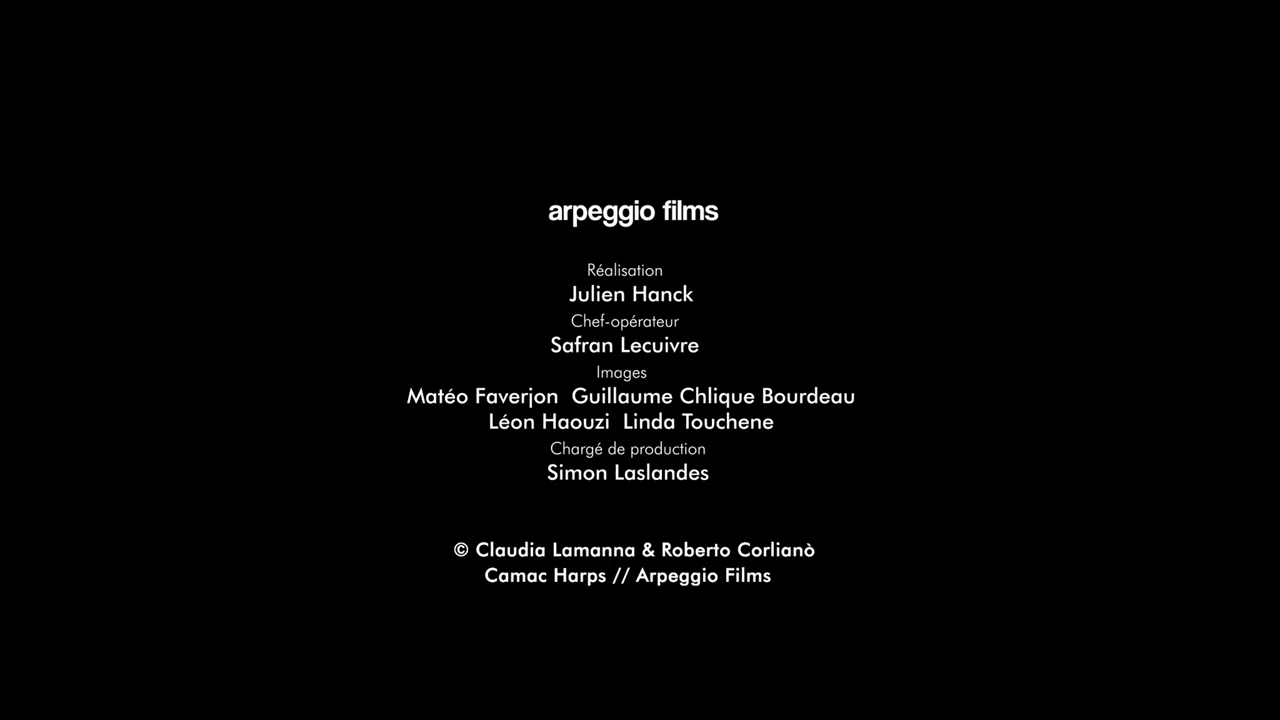 arpeggio films
Réalisation
Julien Hanck
Chef-opérateur
Safran Lecuivre
Images
Matéo Faverjon  Guillaume Chlique Bourdeau
Léon Haouzi  Linda Touchene
Chargé de production
Simon Laslandes
© Claudia Lamanna & Roberto Corlianò
Camac Harps // Arpeggio Films